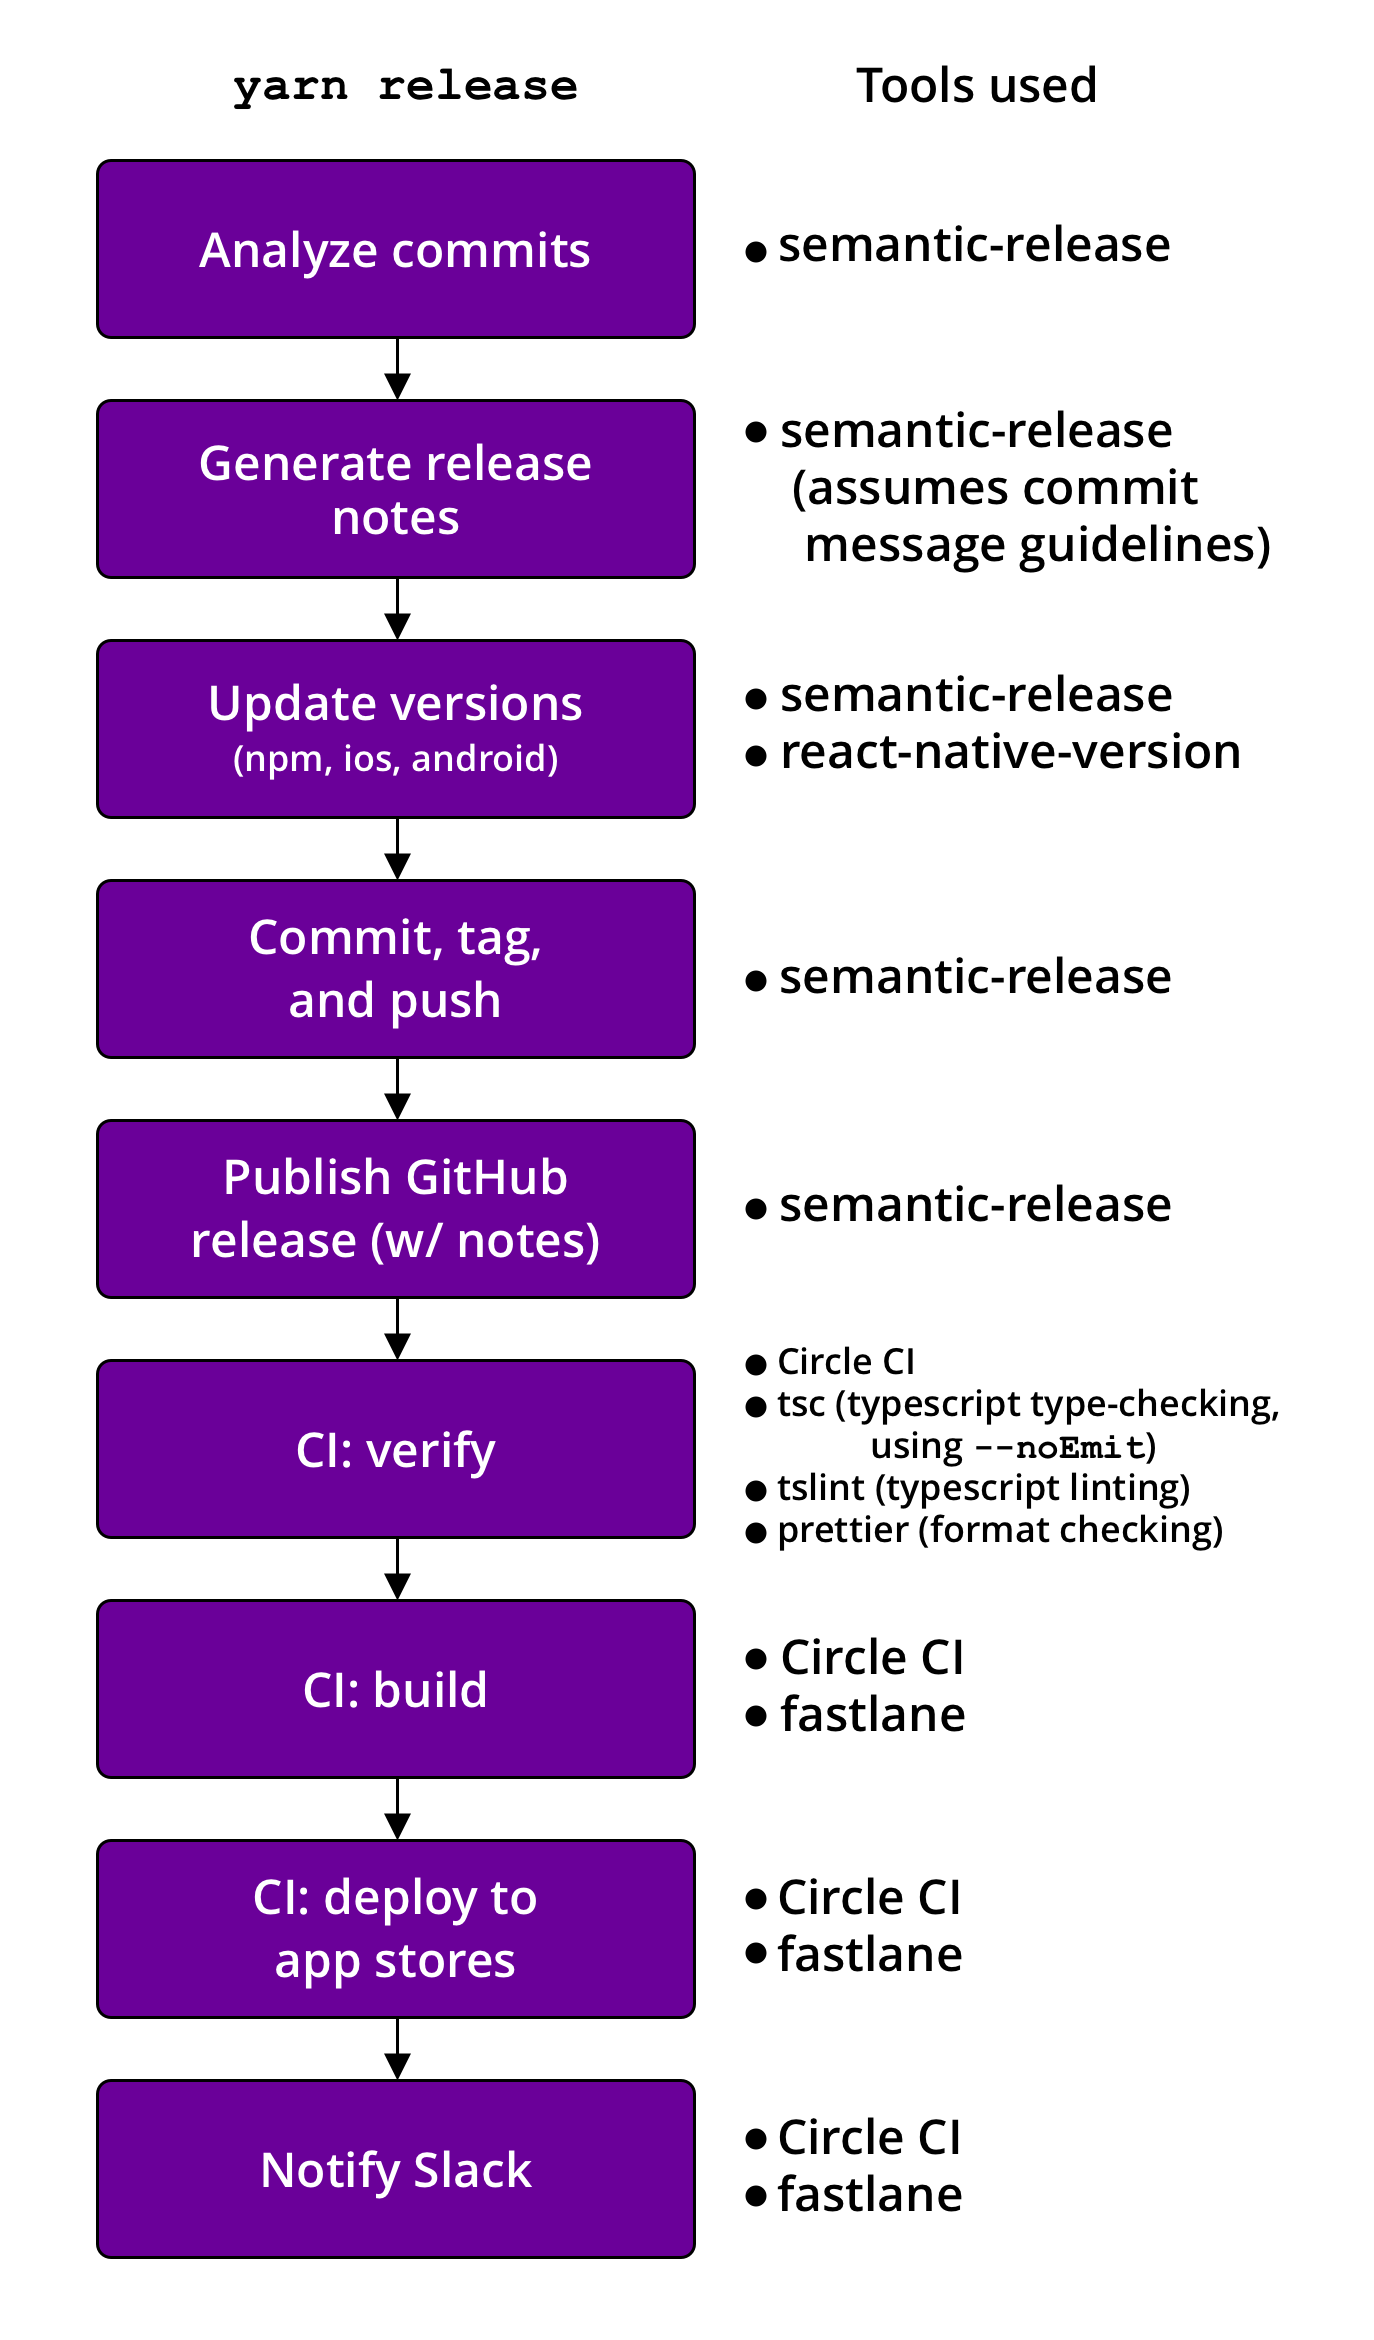 yarn release
Tools used
Analyze commits
● semantic-release
Generate release
notes
● semantic-release
(assumes commit
message guidelines)
Update versions
(npm, ios, android)
● semantic-release
● react-native-version
Commit, tag,
and push
● semantic-release
Publish GitHub
release (w/ notes)
● semantic-release
CI: verify
● Circle CI
● tsc (typescript type-checking,
using --noEmit)
● tslint (typescript linting)
● prettier (format checking)
CI: build
● Circle CI
● fastlane
CI: deploy to
app stores
● Circle CI
● fastlane
Notify Slack
● Circle CI
● fastlane